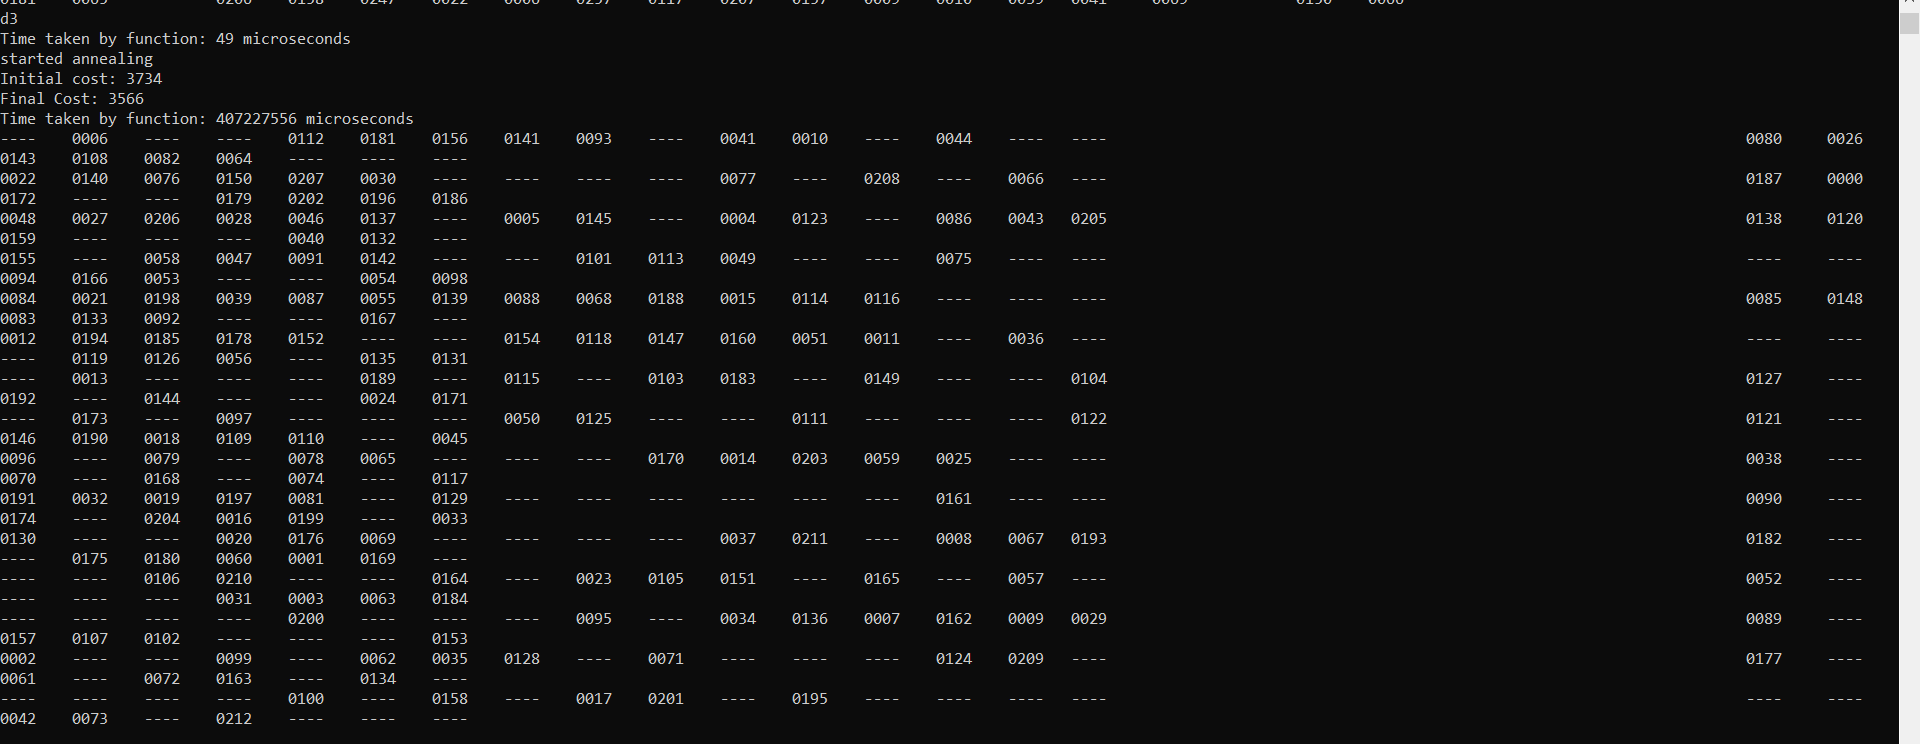 d3
Time taken by function: 49 microseconds
started annealing
Initial cost: 3734
Final Cost: 3566
Time taken by function: 407227556 microseconds
---- 0006 ---- ---- 0112 0181 0156 0141 0093 ---- 0041 0010 ---- 0044 ---- ---- 0080 0026
0143 0108 0082 0064 ---- ---- ----
0022 0140 0076 0150 0207 0030 ---- ---- ---- ---- 0077 ---- 0208 ---- 0066 ---- 0187 0000
0172 ---- ---- 0179 0202 0196 0186
0048 0027 0206 0028 0046 0137 ---- 0005 0145 ---- 0004 0123 ---- 0086 0043 0205 0138 0120
0159 ---- ---- ---- 0040 0132 ----
0155 ---- 0058 0047 0091 0142 ---- ---- 0101 0113 0049 ---- ---- 0075 ---- ---- ---- ----
0094 0166 0053 ---- ---- 0054 0098
0084 0021 0198 0039 0087 0055 0139 0088 0068 0188 0015 0114 0116 ---- ---- ---- 0085 0148
0083 0133 0092 ---- ---- 0167 ----
0012 0194 0185 0178 0152 ---- ---- 0154 0118 0147 0160 0051 0011 ---- 0036 ---- ---- ----
---- 0119 0126 0056 ---- 0135 0131
---- 0013 ---- ---- ---- 0189 ---- 0115 ---- 0103 0183 ---- 0149 ---- ---- 0104 0127 ----
0192 ---- 0144 ---- ---- 0024 0171
---- 0173 ---- 0097 ---- ---- ---- 0050 0125 ---- ---- 0111 ---- ---- ---- 0122 0121 ----
0146 0190 0018 0109 0110 ---- 0045
0096 ---- 0079 ---- 0078 0065 ---- ---- ---- 0170 0014 0203 0059 0025 ---- ---- 0038 ----
0070 ---- 0168 ---- 0074 ---- 0117
0191 0032 0019 0197 0081 ---- 0129 ---- ---- ---- ---- ---- ---- 0161 ---- ---- 0090 ----
0174 ---- 0204 0016 0199 ---- 0033
0130 ---- ---- 0020 0176 0069 ---- ---- ---- ---- 0037 0211 ---- 0008 0067 0193 0182 ----
---- 0175 0180 0060 0001 0169 ----
---- ---- 0106 0210 ---- ---- 0164 ---- 0023 0105 0151 ---- 0165 ---- 0057 ---- 0052 ----
---- ---- ---- 0031 0003 0063 0184
---- ---- ---- ---- 0200 ---- ---- ---- 0095 ---- 0034 0136 0007 0162 0009 0029 0089 ----
0157 0107 0102 ---- ---- ---- 0153
0002 ---- ---- 0099 ---- 0062 0035 0128 ---- 0071 ---- ---- ---- 0124 0209 ---- 0177 ----
0061 ---- 0072 0163 ---- 0134 ----
---- ---- ---- ---- 0100 ---- 0158 ---- 0017 0201 ---- 0195 ---- ---- ---- ---- ---- ----
0042 0073 ---- 0212 ---- ---- ----